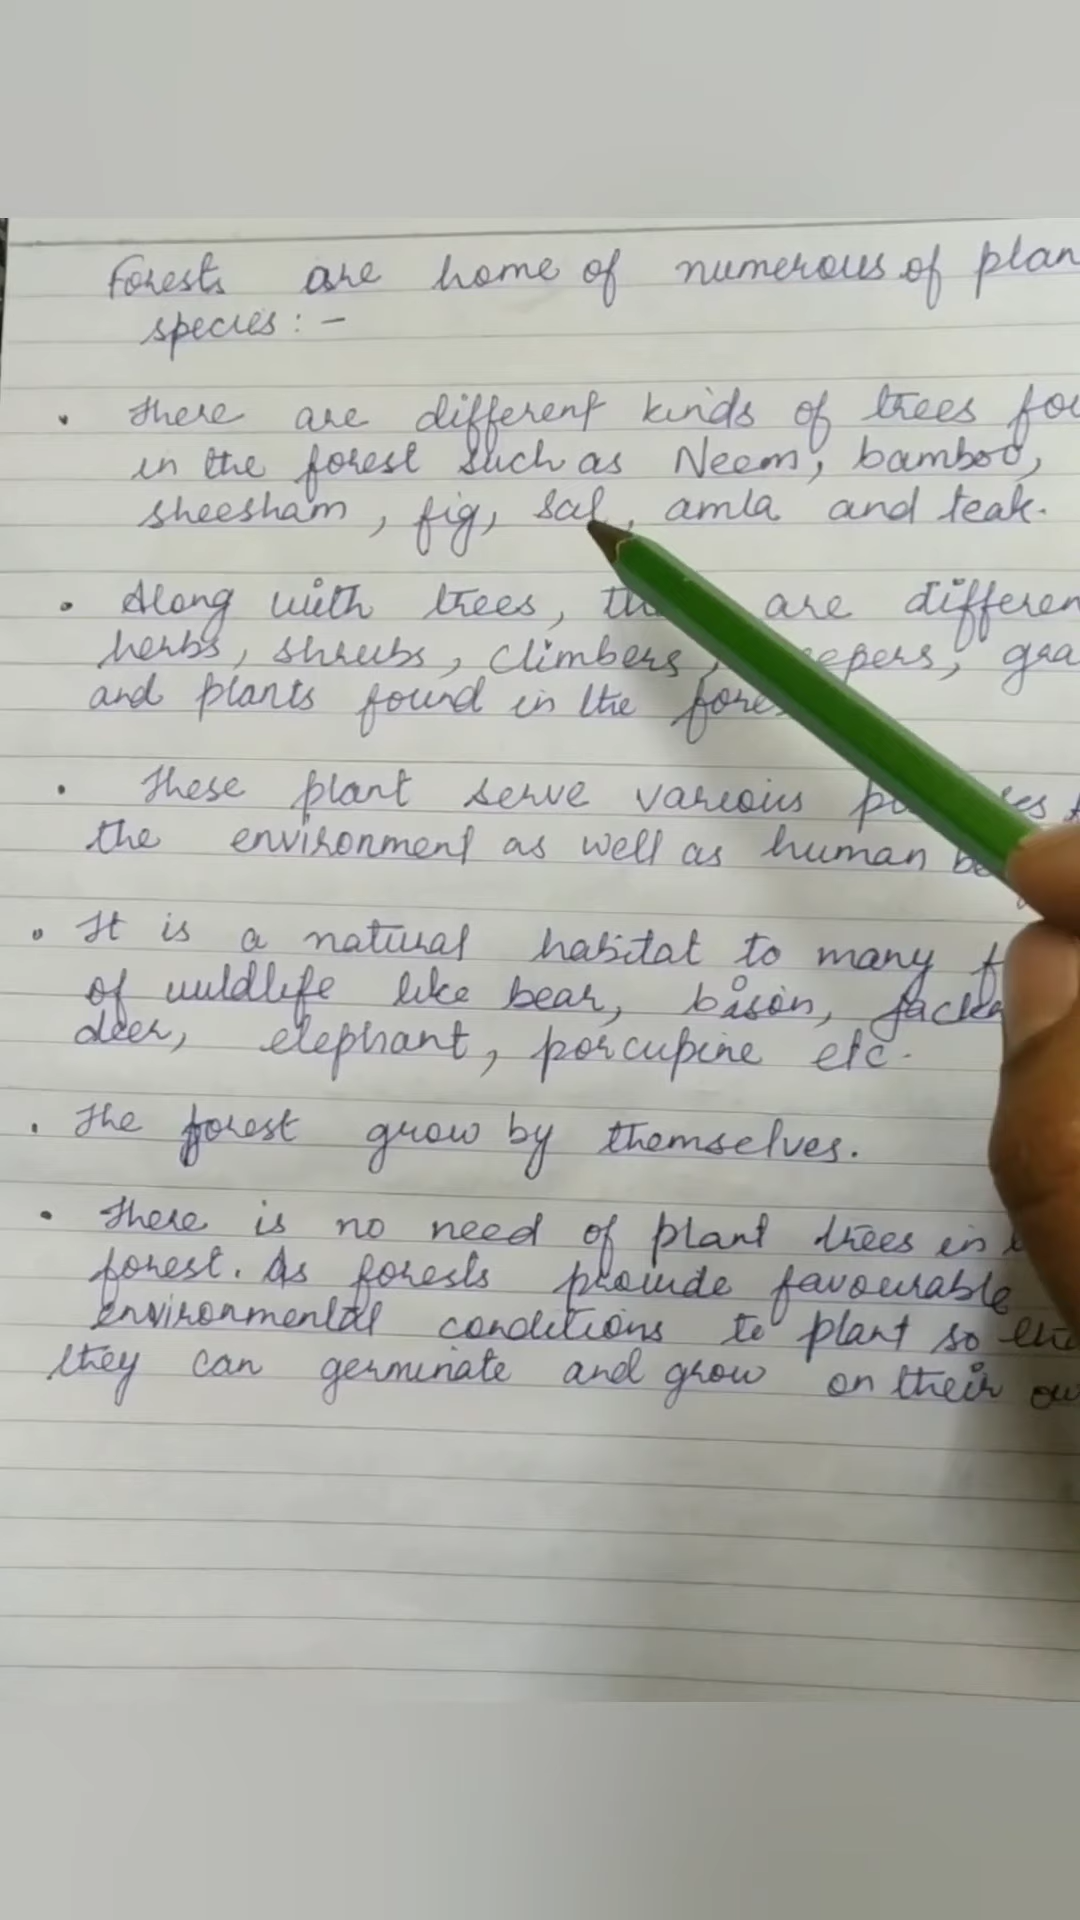 Forests are home of numerous of plan
species:-
• There are different kinds of trees fou
in the forest such as Neem, bamboo,
sheesham, fig, sal, amla and teak.
• Along with trees, are differen
herbs, shrubs, climbers, gra
and plants found in the
• These plant serve various
the environment as well as human
• It is a natural habitat to many
of wildlife like bear, bison,
deer, elephant, porcupine etc.
• The forest grow by themselves.
• There is no need of plant trees in
forest. As forests provide favourable
environmental conditions to plant so
they can germinate and grow on their